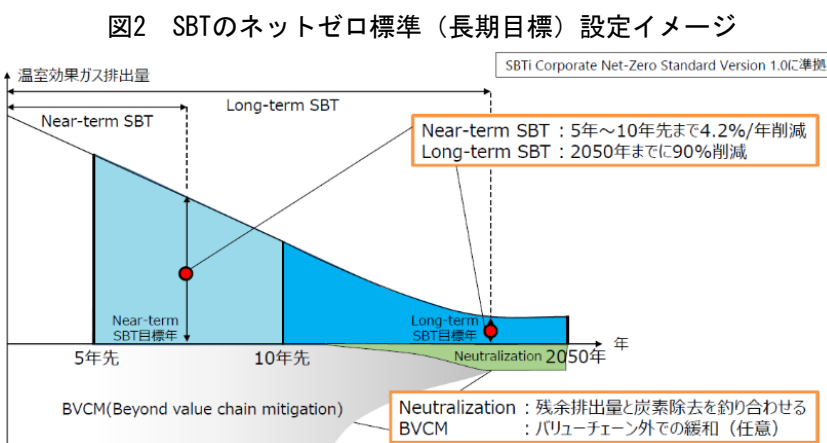 図2　SBTのネットゼロ標準（長期目標）設定イメージ
SBTi Corporate Net-Zero Standard Version 1.0に準拠
温室効果ガス排出量
Long-term SBT
Near-term SBT
Near-term SBT：5年～10年先まで4.2%/年削減
Long-term SBT：2050年までに90%削減
Near-term
SBT目標年
Long-term
SBT目標年
年
5年先
10年先
Neutralization
2050年
BVCM(Beyond value chain mitigation)
Neutralization：残余排出量と炭素除去を釣り合わせる
BVCM：バリューチェーン外での緩和（任意）